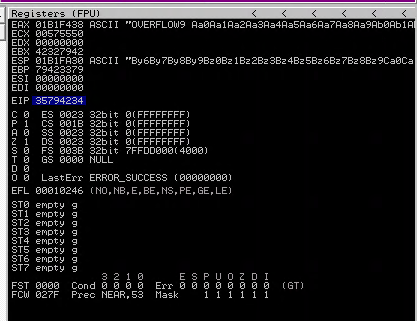 Registers (FPU) < < < < <
EAX 01B1F438 ASCII "OVERFLOW9 Aa0Aa1Aa2Aa3Aa4Aa5Aa6Aa7Aa8Aa9Ab0Ab1Ab
ECX 00575550
EDX 00000000
EBX 42327942
ESP 01B1FA30 ASCII "By6By7By8By9Bz0Bz1Bz2Bz3Bz4Bz5Bz6Bz7Bz8Bz9Ca0Ca
EBP 79423379
ESI 00000000
EDI 00000000
EIP 35794234
C 0 ES 0023 32bit 0(FFFFFFFF)
P 1 CS 001B 32bit 0(FFFFFFFF)
A 0 SS 0023 32bit 0(FFFFFFFF)
Z 1 DS 0023 32bit 0(FFFFFFFF)
S 0 FS 003B 32bit 7FFDD000(4000)
T 0 GS 0000 NULL
D 0
O 0 LastErr ERROR_SUCCESS (00000000)
EFL 00010246 (NO,NB,E,BE,NS,PE,GE,LE)
ST0 empty g
ST1 empty g
ST2 empty g
ST3 empty g
ST4 empty g
ST5 empty g
ST6 empty g
ST7 empty g
3 2 1 0 E S P U O Z D I
FST 0000 Cond 0 0 0 0 Err 0 0 0 0 0 0 0 0 (GT)
FCW 027F Prec NEAR,53 Mask 1 1 1 1 1 1